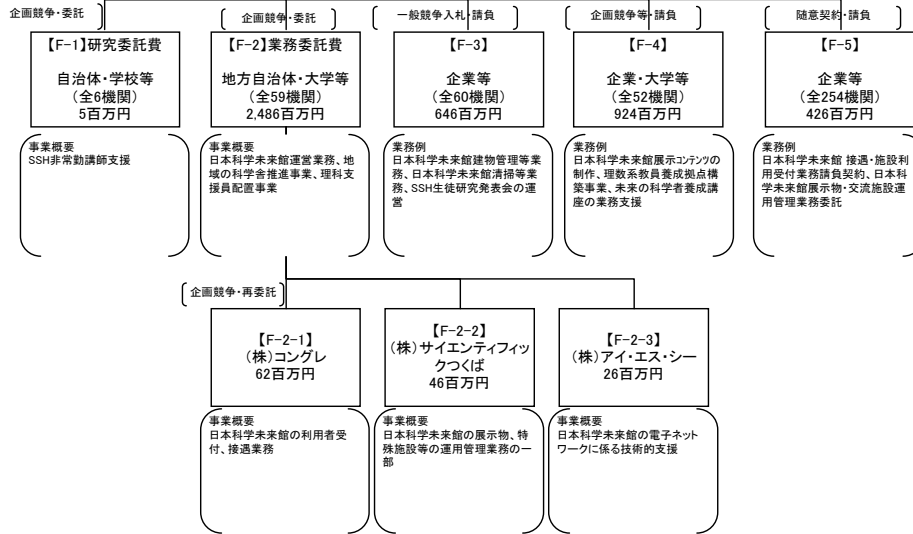 企画競争・委託
企画競争・委託
一般競争入札・請負
企画競争等・請負
随意契約・請負
【F-1】研究委託費
自治体・学校等
(全6機関)
5百万円
【F-2】業務委託費
地方自治体・大学等
(全59機関)
2,486百万円
【F-3】
企業等
(全60機関)
646百万円
【F-4】
企業・大学等
(全52機関)
924百万円
【F-5】
企業等
(全254機関)
426百万円
事業概要
SSH非常勤講師支援
事業概要
日本科学未来館運営業務、地
域の科学舎推進事業、理科支
援員配置事業
業務例
日本科学未来館建物管理等業
務、日本科学未来館清掃等業
務、SSH生徒研究発表会の運
営
業務例
日本科学未来館展示コンテンツの
制作、理数系教員養成拠点構
築事業、未来の科学者養成講
座の業務支援
業務例
日本科学未来館 接遇・施設利
用受付業務請負契約、日本科
学未来館展示物・交流施設運
用管理業務委託
企画競争・再委託
【F-2-1】
(株)コングレ
62百万円
【F-2-2】
(株)サイエンティフィッ
クつくば
46百万円
【F-2-3】
(株)アイ・エス・シー
26百万円
事業概要
日本科学未来館の利用者受
付、接遇業務
事業概要
日本科学未来館の展示物、特
殊施設等の運用管理業務の一
部
事業概要
日本科学未来館の電子ネット
ワークに係る技術的支援